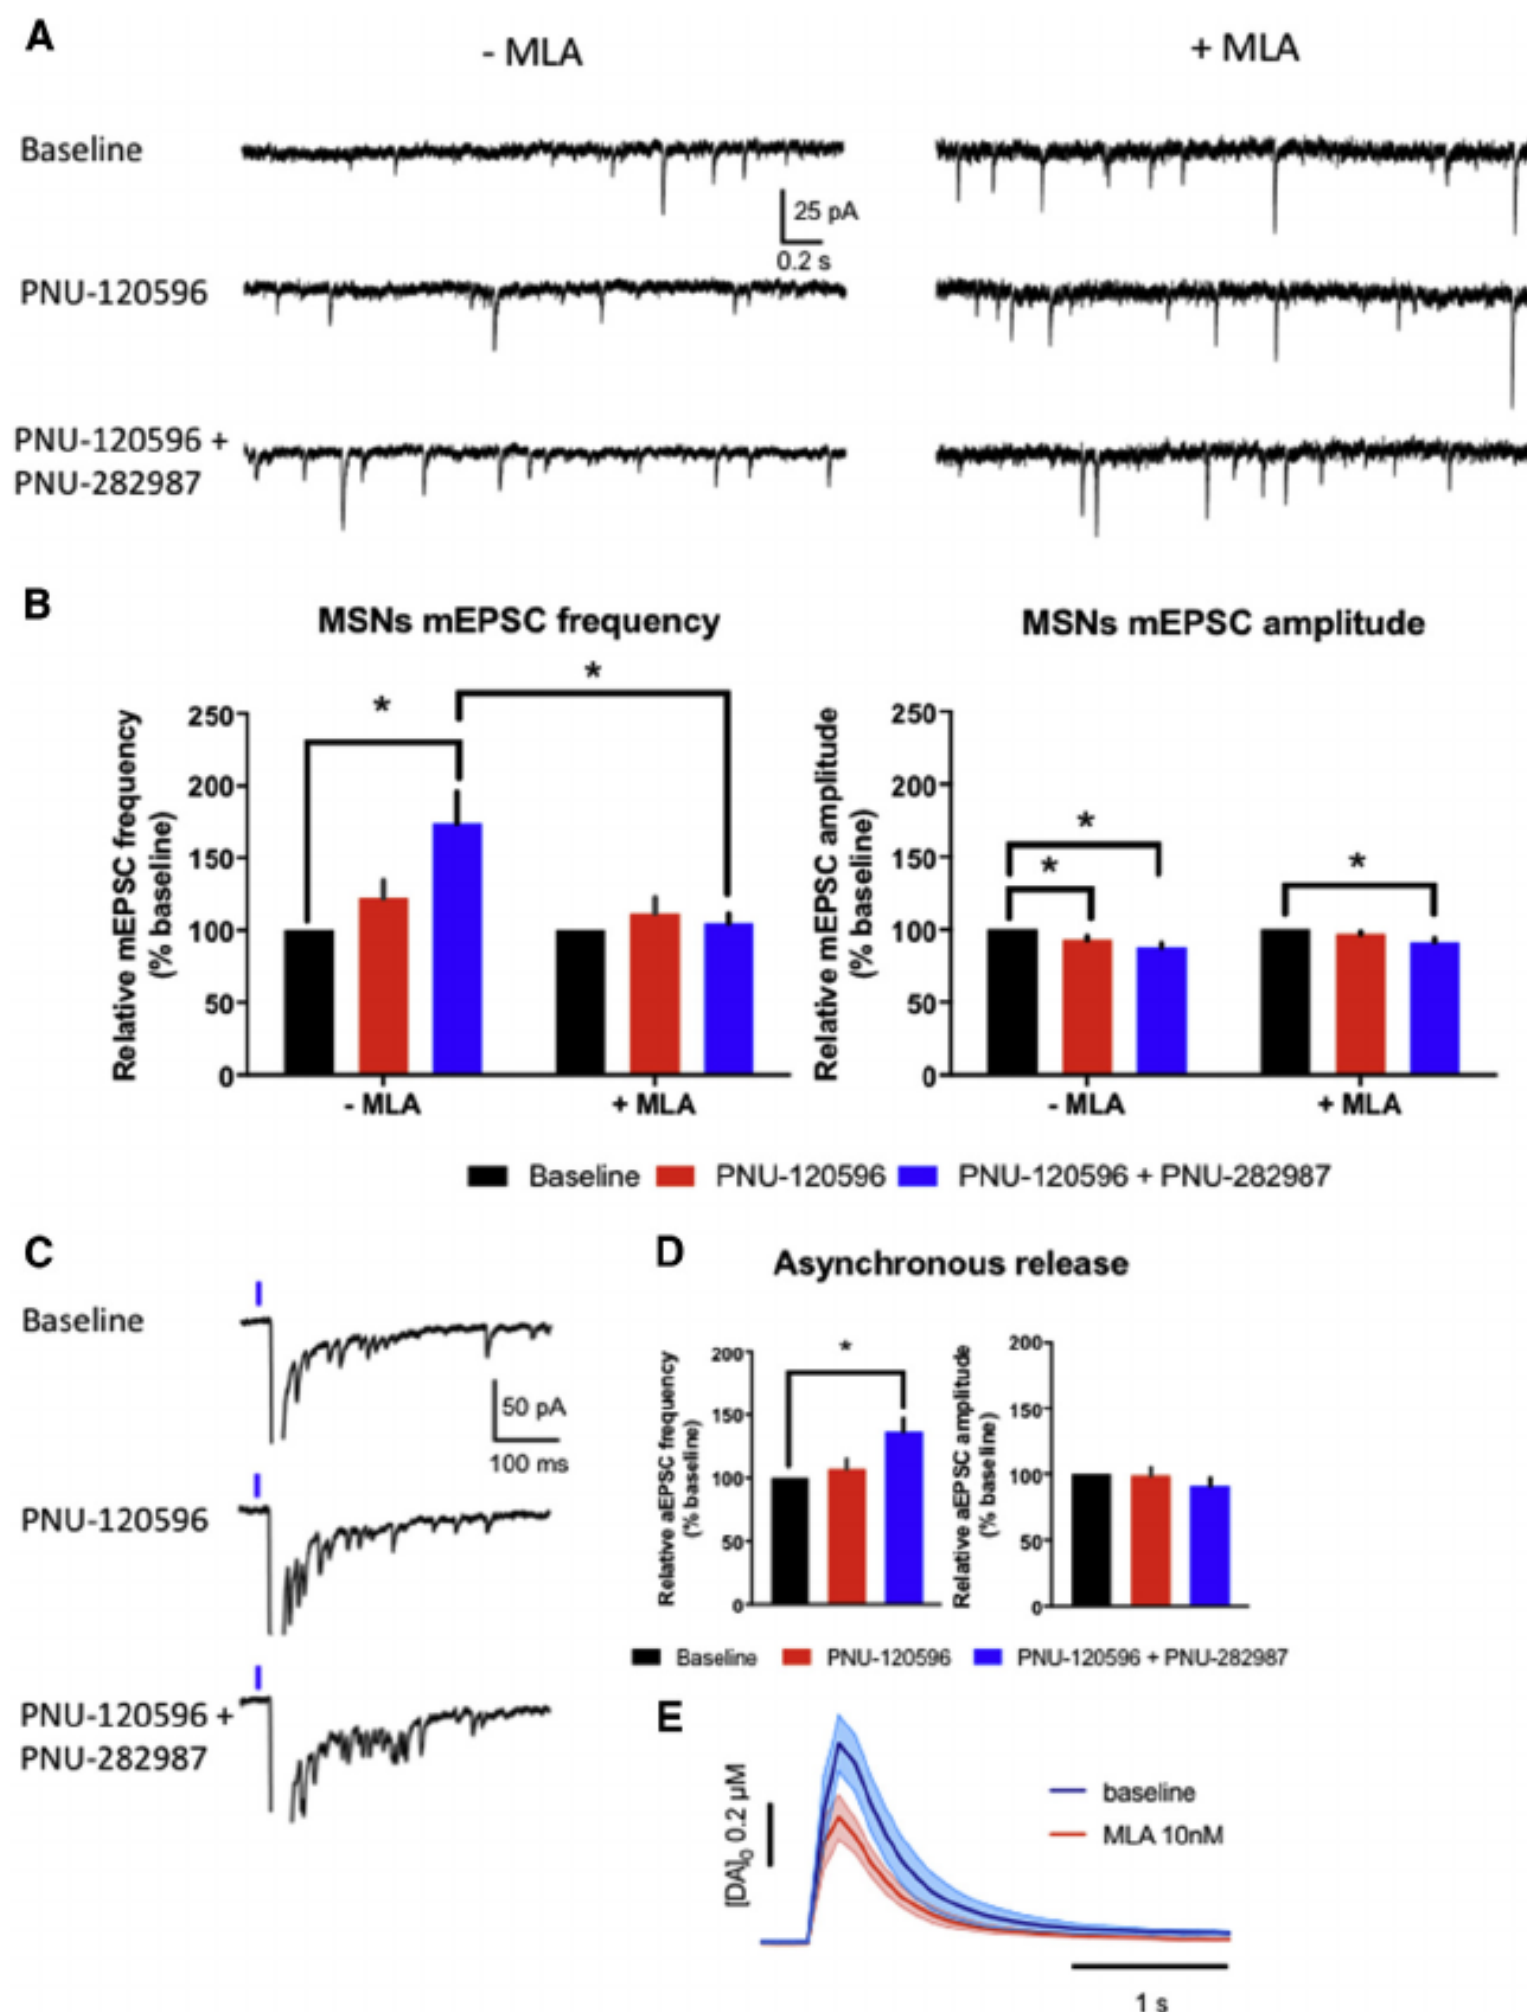 A
- MLA
+ MLA
Baseline
25 pA
0.2 s
PNU-120596
PNU-120596 +
PNU-282987
B
MSNs mEPSC frequency
MSNs mEPSC amplitude
*
*
Relative mEPSC frequency
(% baseline)
250
200
150
100
50
0
- MLA
+ MLA
Relative mEPSC amplitude
(% baseline)
250
200
150
100
50
0
*
*
*
- MLA
+ MLA
Baseline PNU-120596 PNU-120596 + PNU-282987
C
Baseline
50 pA
100 ms
PNU-120596
PNU-120596 +
PNU-282987
D
Asynchronous release
Relative aEPSC frequency
(% baseline)
200
150
100
50
0
*
Relative aEPSC amplitude
(% baseline)
200
150
100
50
0
Baseline PNU-120596 PNU-120596 + PNU-282987
E
[DA]₀ 0.2 µM
baseline
MLA 10nM
1 s